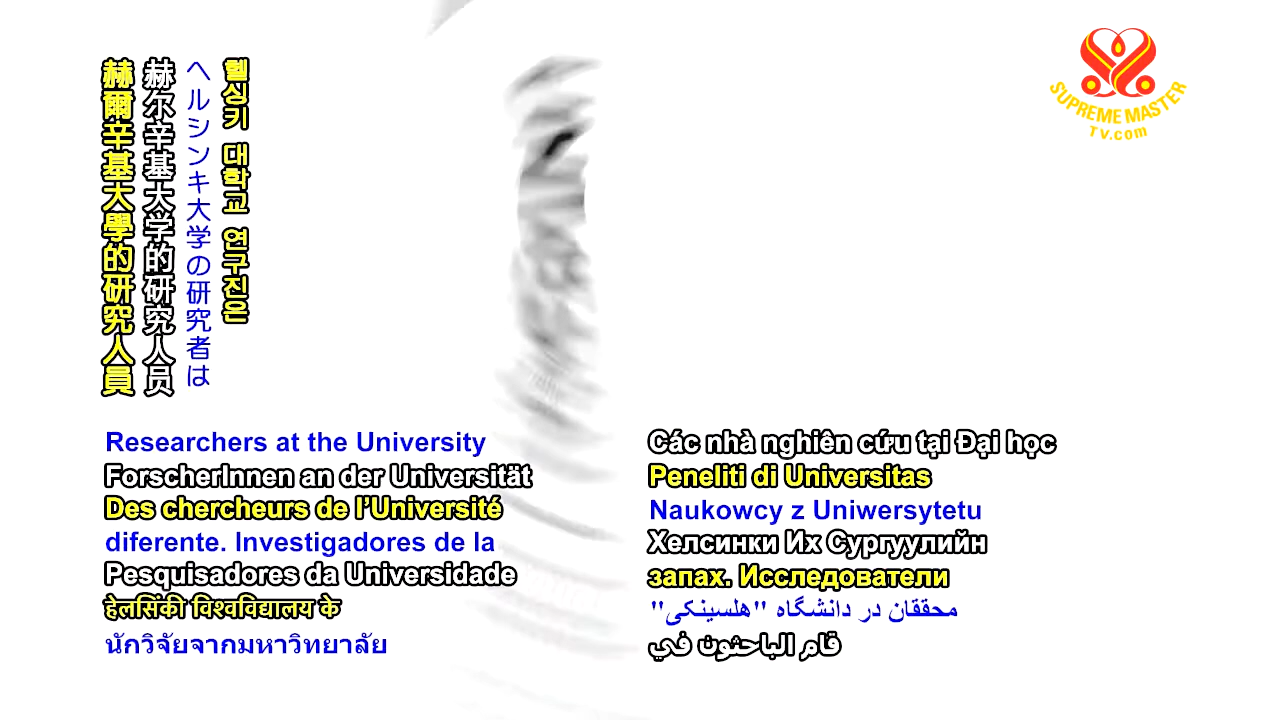 赫爾辛基大學的研究人員
赫尔辛基大学的研究人员
ヘルシンキ大学の研究者は
헬싱키 대학교 연구진은
SUPREME MASTER
TV.com
Researchers at the University
ForscherInnen an der Universität
Des chercheurs de l'Université
diferente. Investigadores de la
Pesquisadores da Universidade
हेलसिंकी विश्वविद्यालय के
นักวิจัยจากมหาวิทยาลัย
Các nhà nghiên cứu tại Đại học
Peneliti di Universitas
Naukowcy z Uniwersytetu
Хелсинки Их Сургуулийн
запах. Исследователи
محققان در دانشگاه "هلسینکی"
قام الباحثون في